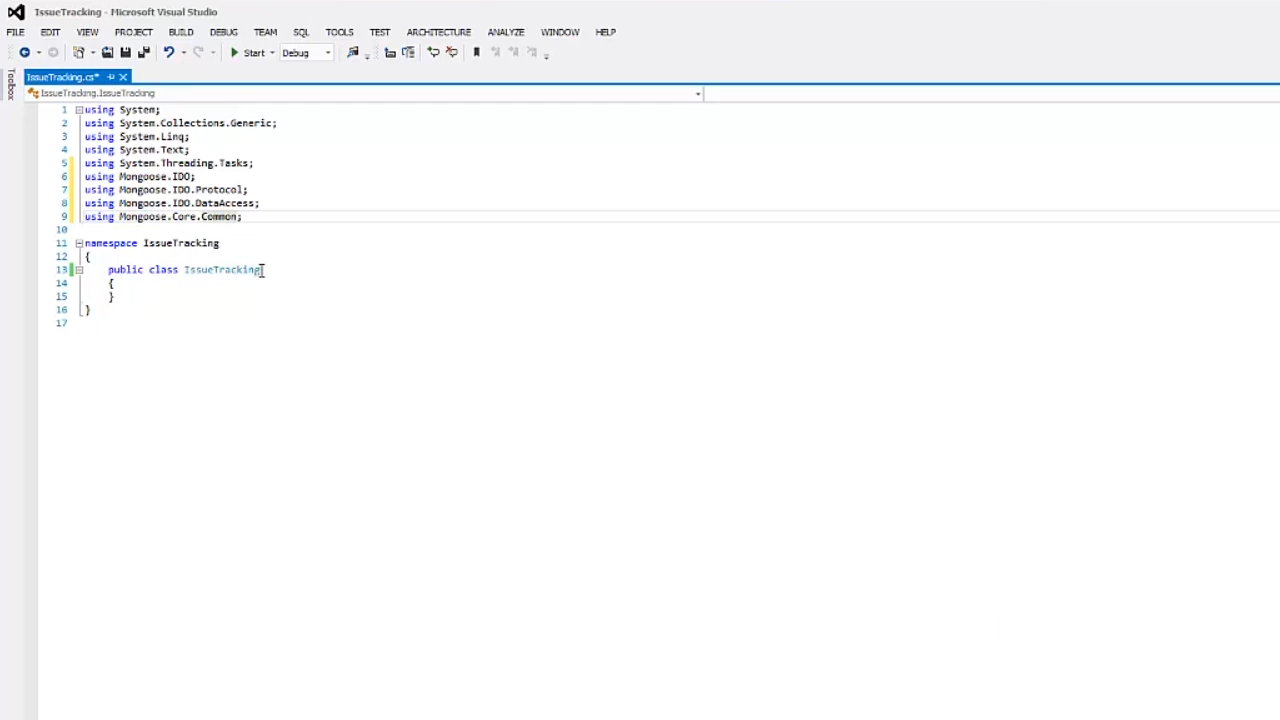 IssueTracking - Microsoft Visual Studio
FILE EDIT VIEW PROJECT BUILD DEBUG TEAM SQL TOOLS TEST ARCHITECTURE ANALYZE WINDOW HELP
Start Debug
Toolbox
IssueTracking.cs*
IssueTracking.IssueTracking
1 using System;
2 using System.Collections.Generic;
3 using System.Linq;
4 using System.Text;
5 using System.Threading.Tasks;
6 using Mongoose.IDO;
7 using Mongoose.IDO.Protocol;
8 using Mongoose.IDO.DataAccess;
9 using Mongoose.Core.Common;
10
11 namespace IssueTracking
12 {
13 public class IssueTracking
14 {
15 }
16 }
17